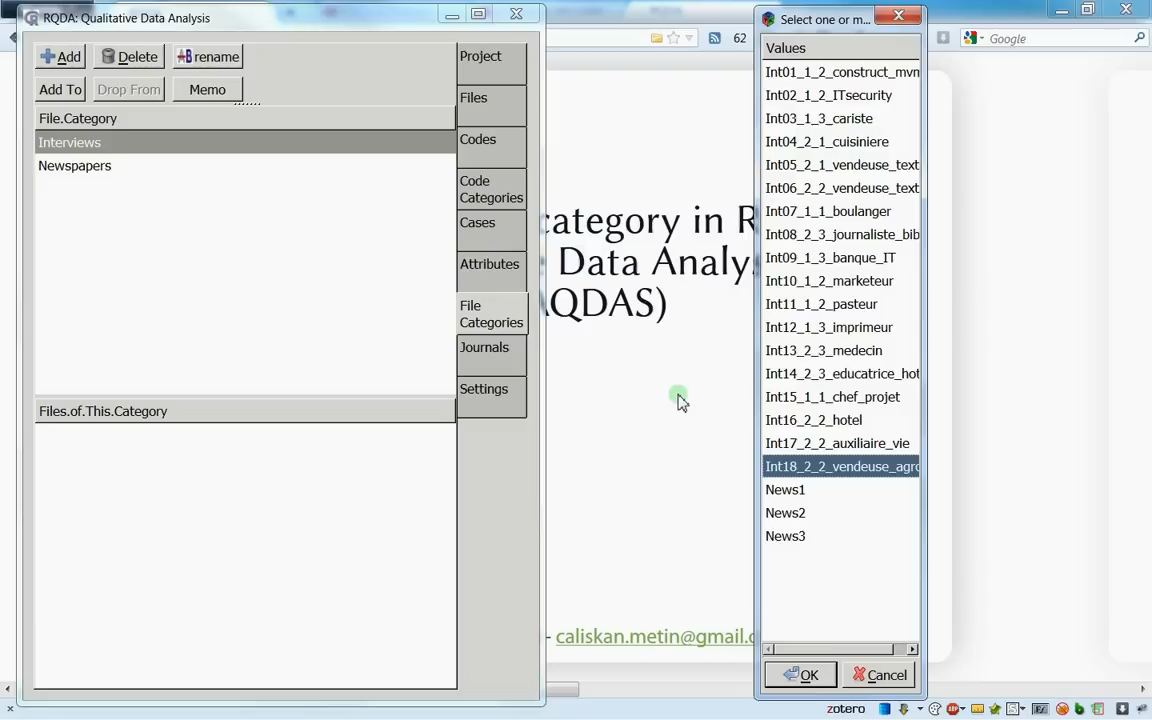 RQDA: Qualitative Data Analysis
Add
Delete
rename
Add To
Drop From
Memo
File.Category
Interviews
Newspapers
Files.of.This.Category
Project
Files
Codes
Code
Categories
Cases
Attributes
File
Categories
Journals
Settings
category in R
Data Analys
AQDAS)
- caliskan.metin@gmail.c
62
Google
Select one or m...
Values
Int01_1_2_construct_mvm
Int02_1_2_ITsecurity
Int03_1_3_cariste
Int04_2_1_cuisiniere
Int05_2_1_vendeuse_text
Int06_2_2_vendeuse_text
Int07_1_1_boulanger
Int08_2_3_journaliste_bib
Int09_1_3_banque_IT
Int10_1_2_marketeur
Int11_1_2_pasteur
Int12_1_3_imprimeur
Int13_2_3_medecin
Int14_2_3_educatrice_hot
Int15_1_1_chef_projet
Int16_2_2_hotel
Int17_2_2_auxiliaire_vie
Int18_2_2_vendeuse_agro
News1
News2
News3
OK
Cancel
zotero